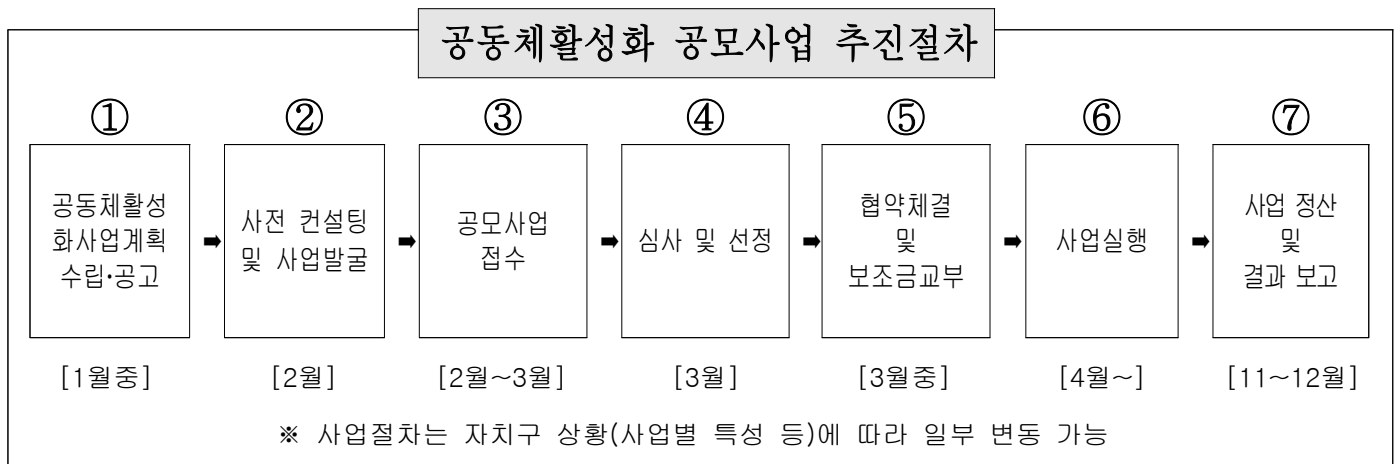 공동체활성화 공모사업 추진절차
①
공동체활성
화사업계획
수립·공고
[1월중]
➡
②
사전 컨설팅
및 사업발굴
[2월]
➡
③
공모사업
접수
[2월~3월]
➡
④
심사 및 선정
[3월]
➡
⑤
협약체결
및
보조금교부
[3월중]
➡
⑥
사업실행
[4월~]
➡
⑦
사업 정산
및
결과 보고
[11~12월]
※ 사업절차는 자치구 상황(사업별 특성 등)에 따라 일부 변동 가능